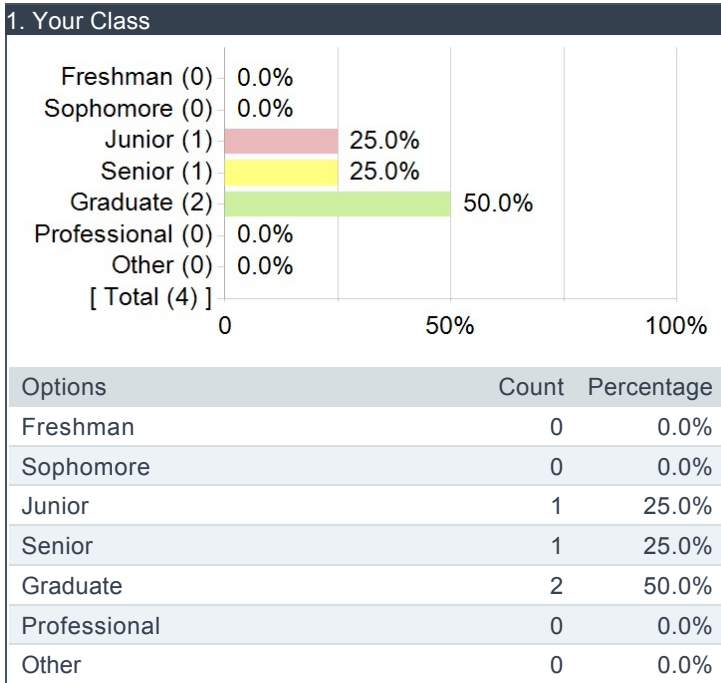 1. Your Class
Freshman (0) 0.0%
Sophomore (0) 0.0%
Junior (1) 25.0%
Senior (1) 25.0%
Graduate (2) 50.0%
Professional (0) 0.0%
Other (0) 0.0%
[ Total (4) ]
0 50% 100%
Options Count Percentage
Freshman 0 0.0%
Sophomore 0 0.0%
Junior 1 25.0%
Senior 1 25.0%
Graduate 2 50.0%
Professional 0 0.0%
Other 0 0.0%